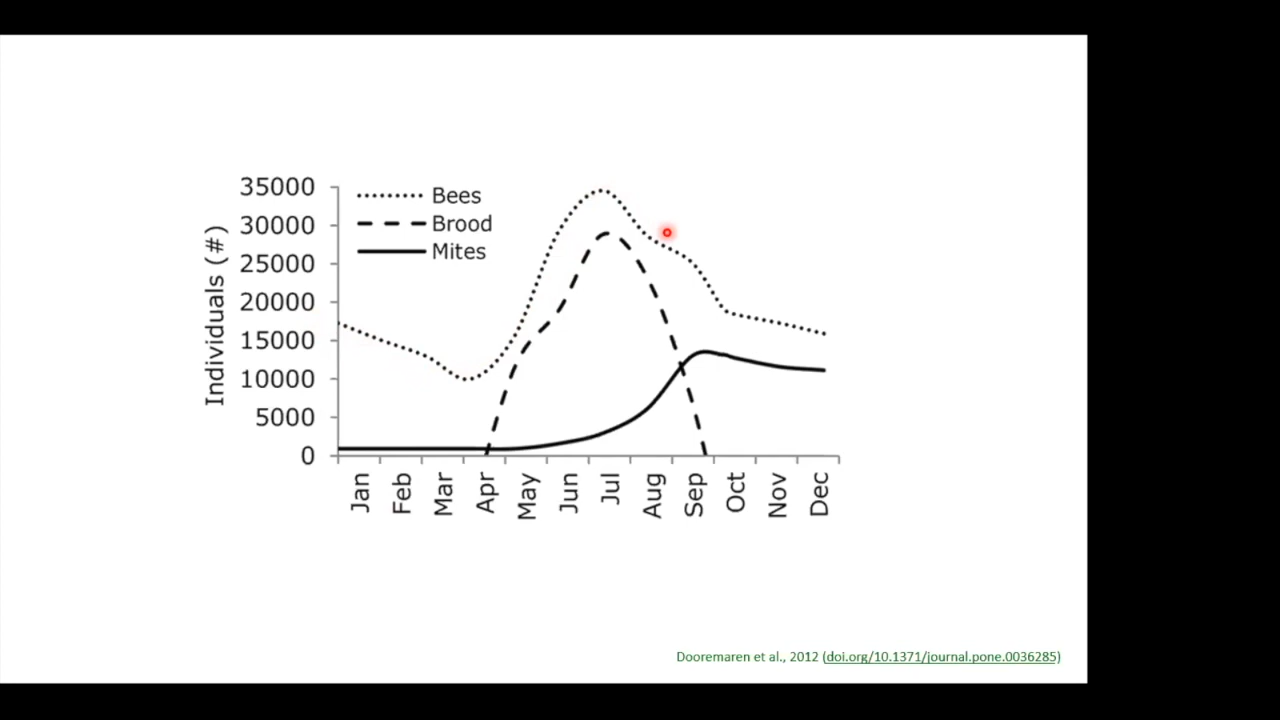 35000
30000
25000
20000
15000
10000
5000
0
Individuals (#)
Bees
Brood
Mites
Jan
Feb
Mar
Apr
May
Jun
Jul
Aug
Sep
Oct
Nov
Dec
Dooremaren et al., 2012 (doi.org/10.1371/journal.pone.0036285)